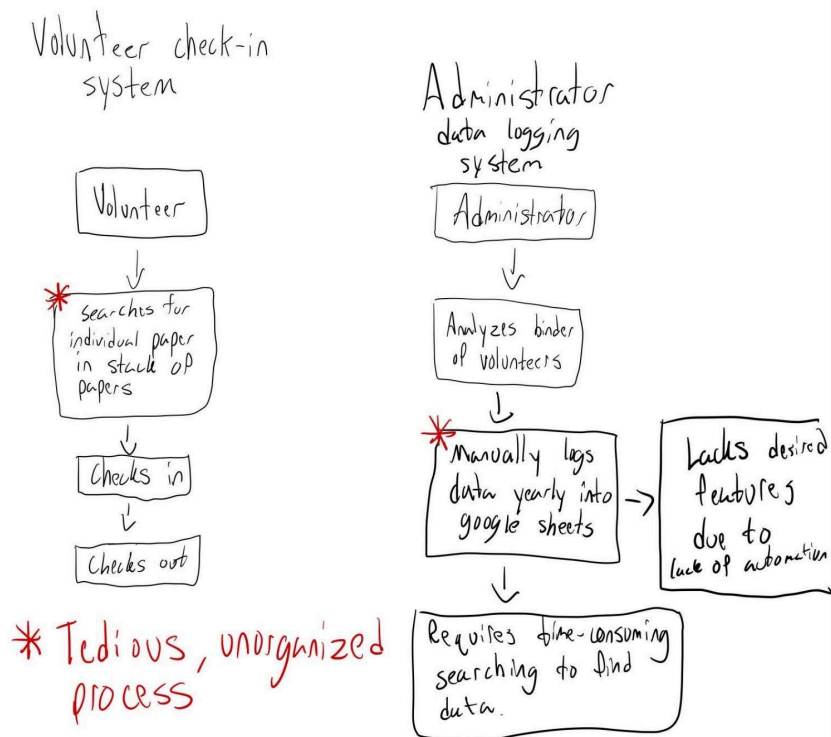 Volunteer check-in
system
Volunteer
*
searches for
individual paper
in stack of
papers
Checks in
Checks out
* Tedious, unorganized
process
Administrator
data logging
system
Administrator
Analyzes binder
of volunteers
*
Manually logs
data yearly into
google sheets
Lacks desired
features
due to
lack of automation
Requires time-consuming
searching to find
data.